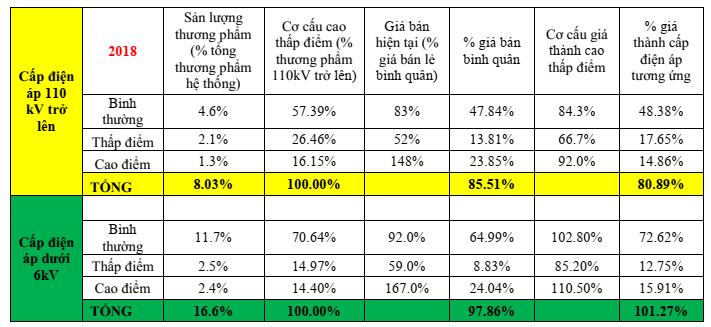 Cấp điện áp 110 kV trở lên
2018 | Sản lượng thương phẩm (% tổng thương phẩm hệ thống) | Cơ cấu cao thấp điểm (% thương phẩm 110kV trở lên) | Giá bán hiện tại (% giá bán lẻ bình quân) | % giá bán bình quân | Cơ cấu giá thành cao thấp điểm | % giá thành cấp điện áp tương ứng
Bình thường | 4.6% | 57.39% | 83% | 47.84% | 84.3% | 48.38%
Thấp điểm | 2.1% | 26.46% | 52% | 13.81% | 66.7% | 17.65%
Cao điểm | 1.3% | 16.15% | 148% | 23.85% | 92.0% | 14.86%
TỔNG | 8.03% | 100.00% | 85.51% | 80.89%
Cấp điện áp dưới 6kV
Bình thường | 11.7% | 70.64% | 92.0% | 64.99% | 102.80% | 72.62%
Thấp điểm | 2.5% | 14.97% | 59.0% | 8.83% | 85.20% | 12.75%
Cao điểm | 2.4% | 14.40% | 167.0% | 24.04% | 110.50% | 15.91%
TỔNG | 16.6% | 100.00% | 97.86% | 101.27%